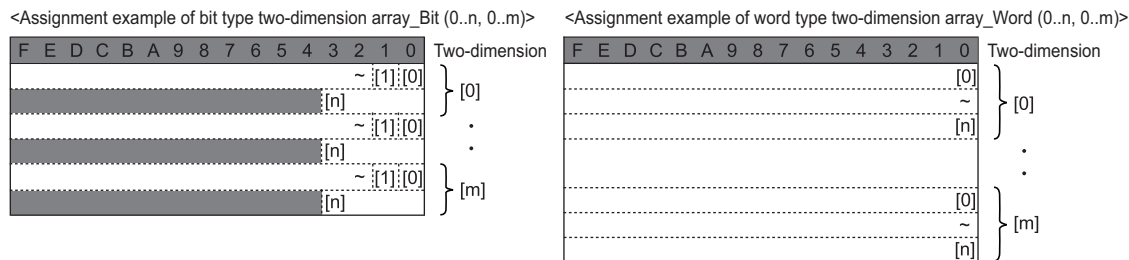 <Assignment example of bit type two-dimension array_Bit (0..n, 0..m)>
F E D C B A 9 8 7 6 5 4 3 2 1 0 Two-dimension
~ [1] [0]
[n]
[0]
~ [1] [0]
[n]
~ [1] [0]
[n]
[m]
<Assignment example of word type two-dimension array_Word (0..n, 0..m)>
F E D C B A 9 8 7 6 5 4 3 2 1 0 Two-dimension
[0]
~
[n]
[0]
[0]
~
[n]
[m]